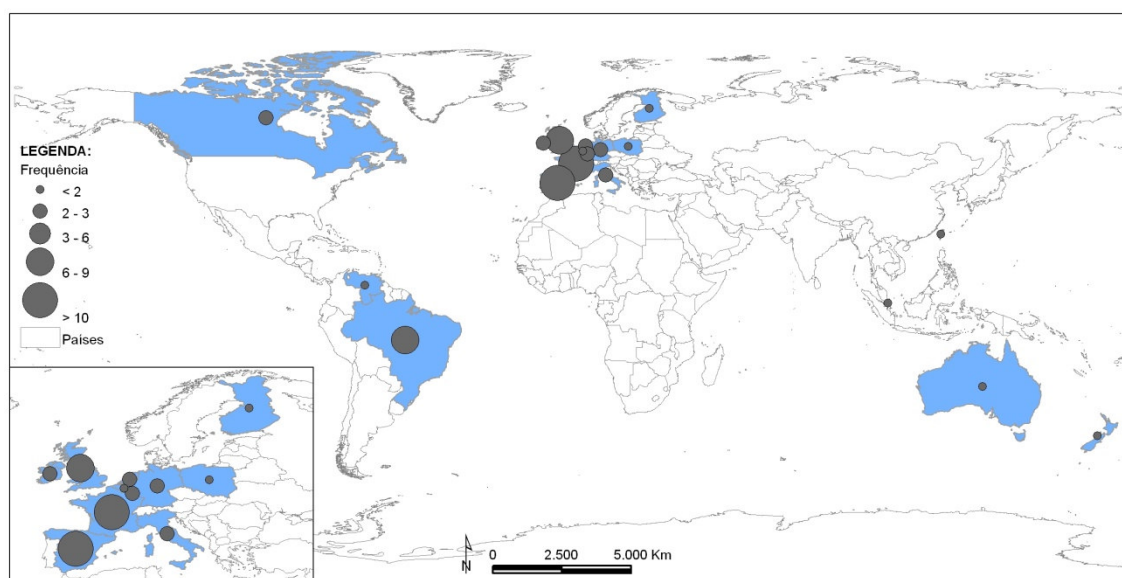 LEGENDA:
Frequência
< 2
2 - 3
3 - 6
6 - 9
> 10
Países
N
0 2.500 5.000 Km